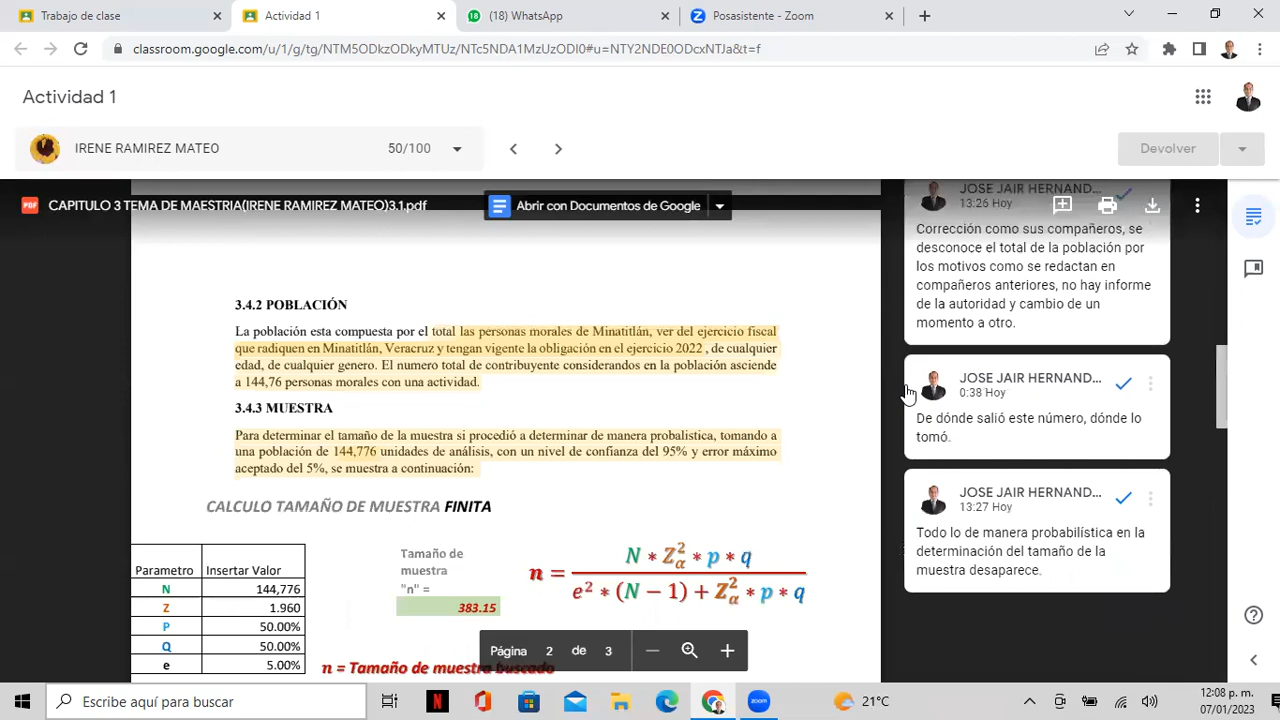 Trabajo de clase
Actividad 1
(18) WhatsApp
Posasistente - Zoom
classroom.google.com/u/1/g/tg/NTM5ODkzODkyMTUz/NTc5NDA1MzUzODI0#u=NTY2NDE0ODcxNTJa&t=f
Actividad 1
IRENE RAMIREZ MATEO
50/100
Devolver
PDF
CAPITULO 3 TEMA DE MAESTRIA(IRENE RAMIREZ MATEO)3.1.pdf
Abrir con Documentos de Google
3.4.2 POBLACIÓN
La población esta compuesta por el total las personas morales de Minatitlán, ver del ejercicio fiscal
que radiquen en Minatitlán, Veracruz y tengan vigente la obligación en el ejercicio 2022 , de cualquier
edad, de cualquier genero. El numero total de contribuyente considerandos en la población asciende
a 144,76 personas morales con una actividad.
3.4.3 MUESTRA
Para determinar el tamaño de la muestra si procedió a determinar de manera probalistica, tomando a
una población de 144,776 unidades de análisis, con un nivel de confianza del 95% y error máximo
aceptado del 5%, se muestra a continuación:
CALCULO TAMAÑO DE MUESTRA FINITA
Parametro Insertar Valor
N 144,776
Z 1.960
P 50.00%
Q 50.00%
e 5.00%
Tamaño de
muestra
"n" =
383.15
n = N * Zα² * p * q / e² * (N − 1) + Zα² * p * q
n = Tamaño de muestra buscado
Página 2 de 3
JOSE JAIR HERNAND...
13:26 Hoy
Corrección como sus compañeros, se
desconoce el total de la población por
los motivos como se redactan en
compañeros anteriores, no hay informe
de la autoridad y cambio de un
momento a otro.
JOSE JAIR HERNAND...
0:38 Hoy
De dónde salió este número, dónde lo
tomó.
JOSE JAIR HERNAND...
13:27 Hoy
Todo lo de manera probabilística en la
determinación del tamaño de la
muestra desaparece.
Escribe aquí para buscar
21°C
12:08 p. m.
07/01/2023